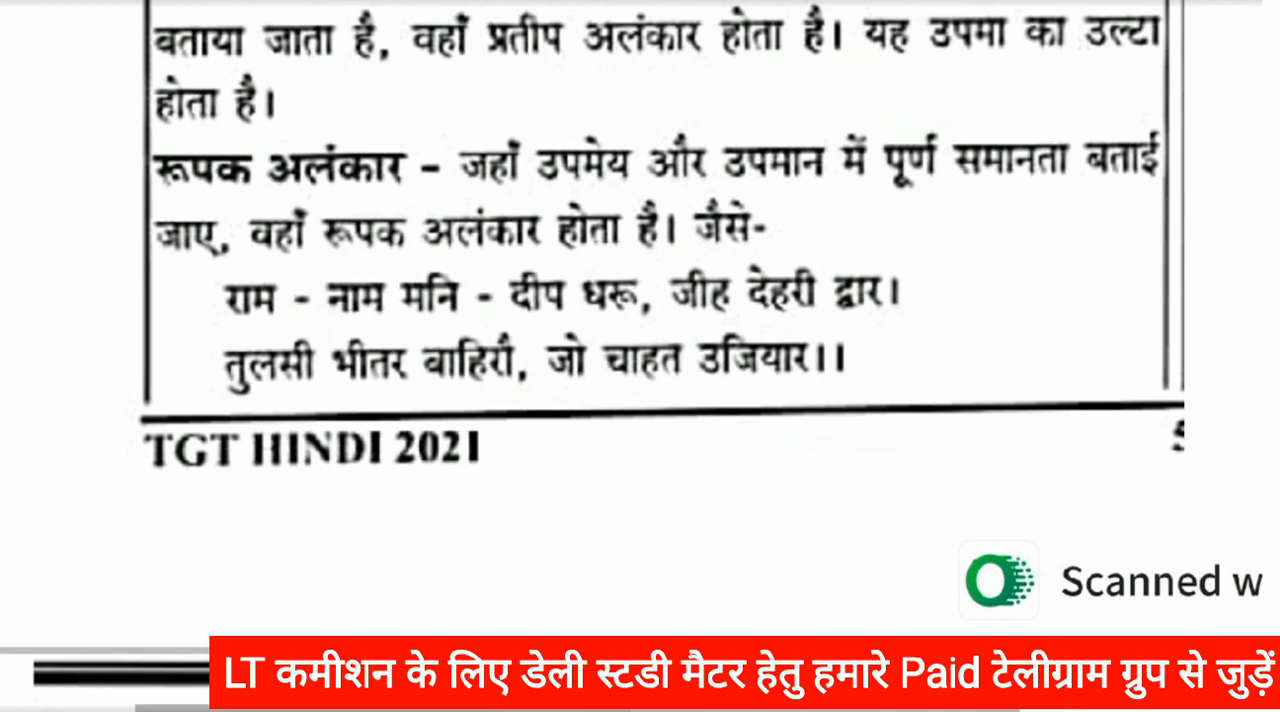 बताया जाता है, वहाँ प्रतीप अलंकार होता है। यह उपमा का उल्टा
होता है।
रूपक अलंकार – जहाँ उपमेय और उपमान में पूर्ण समानता बताई
जाए, वहाँ रूपक अलंकार होता है। जैसे-
राम - नाम मनि - दीप धरू, जीह देहरी द्वार।
तुलसी भीतर बाहिरौ, जो चाहत उजियार।।
TGT HINDI 2021
Scanned w
LT कमीशन के लिए डेली स्टडी मैटर हेतु हमारे Paid टेलीग्राम ग्रुप से जुड़ें